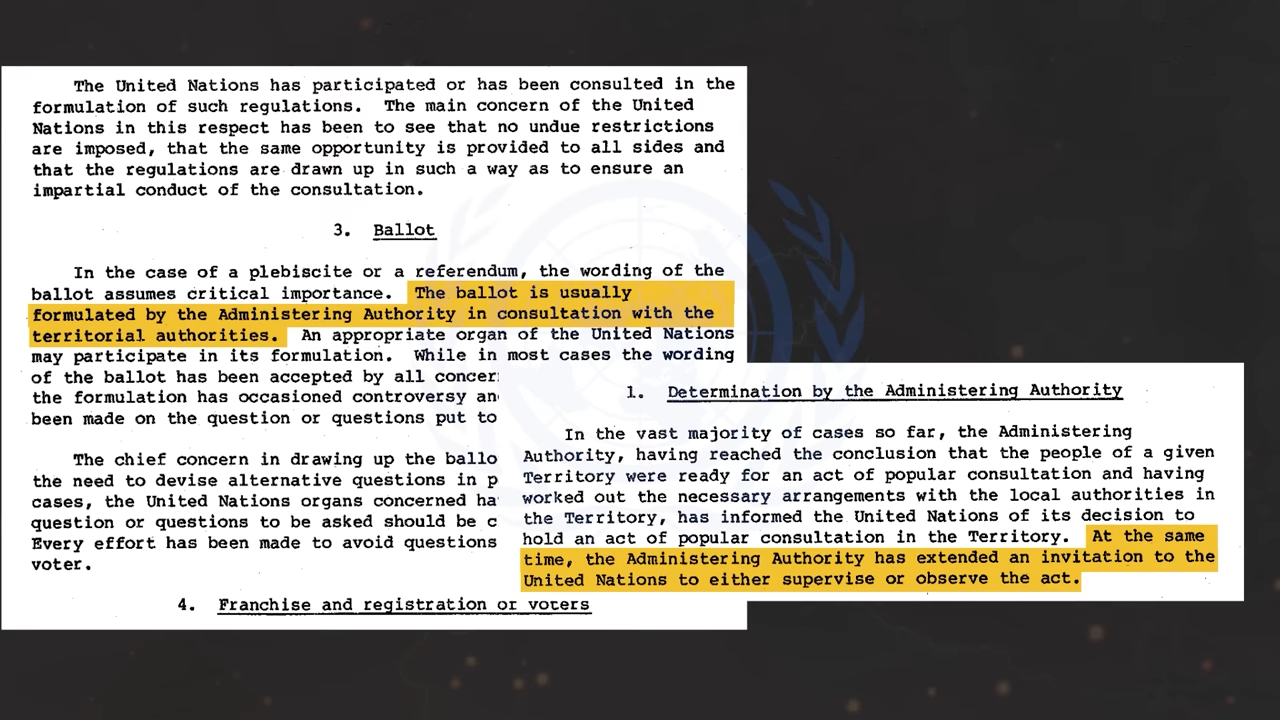 The United Nations has participated or has been consulted in the
formulation of such regulations. The main concern of the United
Nations in this respect has been to see that no undue restrictions
are imposed, that the same opportunity is provided to all sides and
that the regulations are drawn up in such a way as to ensure an
impartial conduct of the consultation.
3. Ballot
In the case of a plebiscite or a referendum, the wording of the
ballot assumes critical importance. The ballot is usually
formulated by the Administering Authority in consultation with the
territorial authorities. An appropriate organ of the United Nations
may participate in its formulation. While in most cases the wording
of the ballot has been accepted by all
the formulation has occasioned controversy
been made on the question or questions put to
The chief concern in drawing up the
the need to devise alternative questions in
cases, the United Nations organs concerned
question or questions to be asked should be
Every effort has been made to avoid questions
voter.
4. Franchise and registration of voters
1. Determination by the Administering Authority
In the vast majority of cases so far, the Administering
Authority, having reached the conclusion that the people of a given
Territory were ready for an act of popular consultation and having
worked out the necessary arrangements with the local authorities in
the Territory, has informed the United Nations of its decision to
hold an act of popular consultation in the Territory. At the same
time, the Administering Authority has extended an invitation to the
United Nations to either supervise or observe the act.